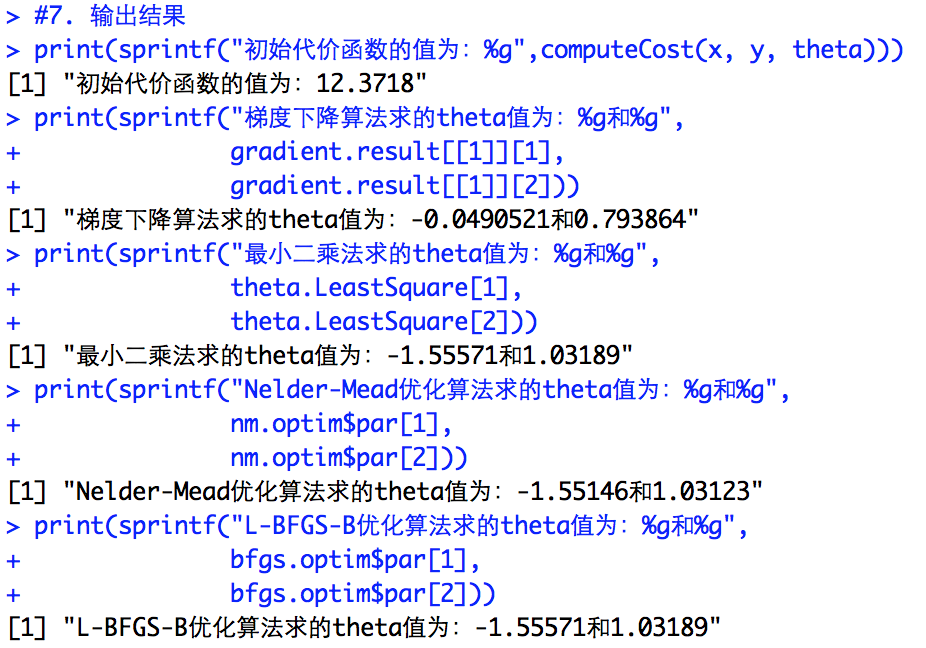 > #7. 输出结果
> print(sprintf("初始代价函数的值为：%g",computeCost(x, y, theta)))
[1] "初始代价函数的值为：12.3718"
> print(sprintf("梯度下降算法求的theta值为：%g和%g",
+              gradient.result[[1]][1],
+              gradient.result[[1]][2]))
[1] "梯度下降算法求的theta值为：-0.0490521和0.793864"
> print(sprintf("最小二乘法求的theta值为：%g和%g",
+              theta.LeastSquare[1],
+              theta.LeastSquare[2]))
[1] "最小二乘法求的theta值为：-1.55571和1.03189"
> print(sprintf("Nelder-Mead优化算法求的theta值为：%g和%g",
+              nm.optim$par[1],
+              nm.optim$par[2]))
[1] "Nelder-Mead优化算法求的theta值为：-1.55146和1.03123"
> print(sprintf("L-BFGS-B优化算法求的theta值为：%g和%g",
+              bfgs.optim$par[1],
+              bfgs.optim$par[2]))
[1] "L-BFGS-B优化算法求的theta值为：-1.55571和1.03189"